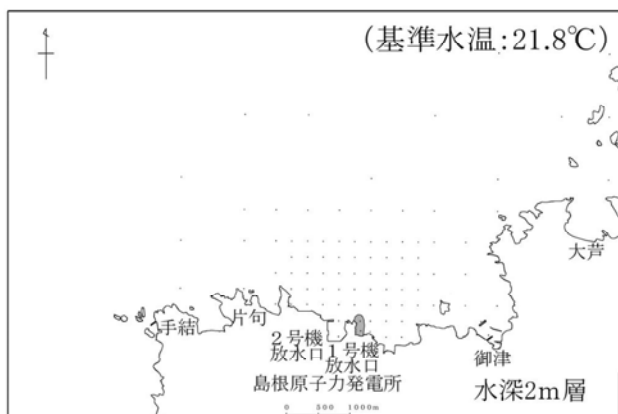 (基準水温:21.8℃)
大芦
手結
片句
2号機
放水口
1号機
放水口
御津
島根原子力発電所
水深2m層
0 500 1000m